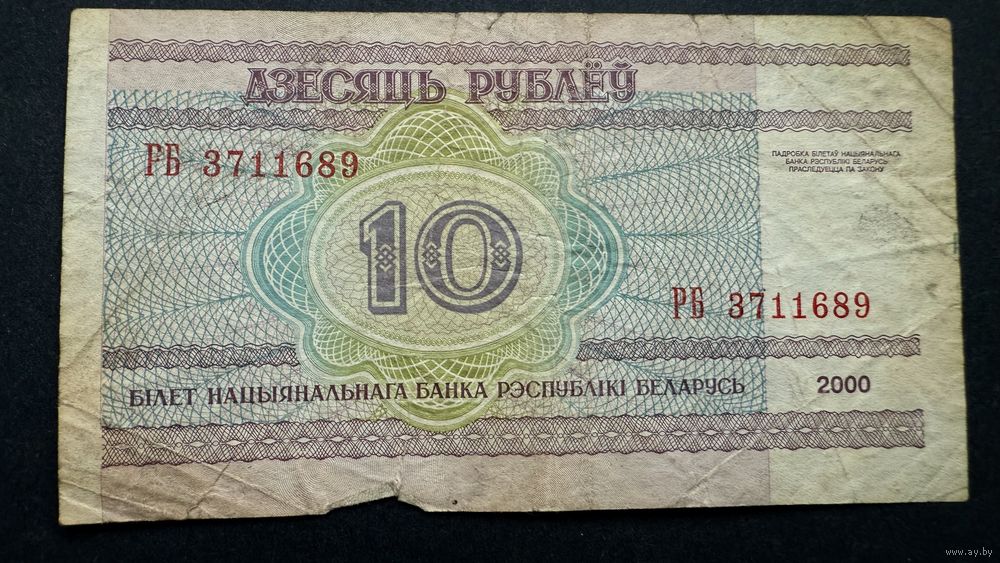 ДЗЕСЯЦЬ РУБЛЁЎ
РБ 3711689
ПАДРОБКА БІЛЕТАЎ НАЦЫЯНАЛЬНАГА
БАНКА РЭСПУБЛІКІ БЕЛАРУСЬ
ПРАСЛЕДУЕЦЦА ПА ЗАКОНУ
10
РБ 3711689
БІЛЕТ НАЦЫЯНАЛЬНАГА БАНКА РЭСПУБЛІКІ БЕЛАРУСЬ 2000
www.ay.by